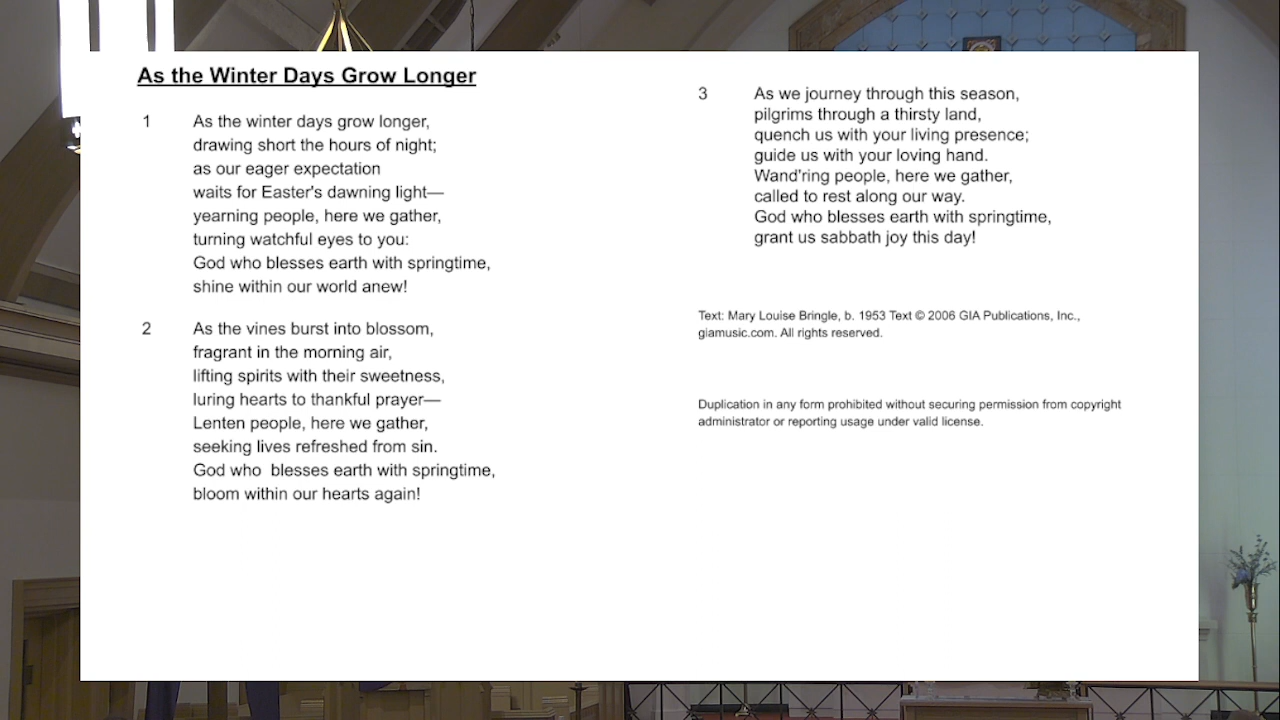 As the Winter Days Grow Longer
1 As the winter days grow longer,
drawing short the hours of night;
as our eager expectation
waits for Easter's dawning light—
yearning people, here we gather,
turning watchful eyes to you:
God who blesses earth with springtime,
shine within our world anew!
2 As the vines burst into blossom,
fragrant in the morning air,
lifting spirits with their sweetness,
luring hearts to thankful prayer—
Lenten people, here we gather,
seeking lives refreshed from sin.
God who  blesses earth with springtime,
bloom within our hearts again!
3 As we journey through this season,
pilgrims through a thirsty land,
quench us with your living presence;
guide us with your loving hand.
Wand'ring people, here we gather,
called to rest along our way.
God who blesses earth with springtime,
grant us sabbath joy this day!
Text: Mary Louise Bringle, b. 1953 Text © 2006 GIA Publications, Inc.,
giamusic.com. All rights reserved.
Duplication in any form prohibited without securing permission from copyright
administrator or reporting usage under valid license.